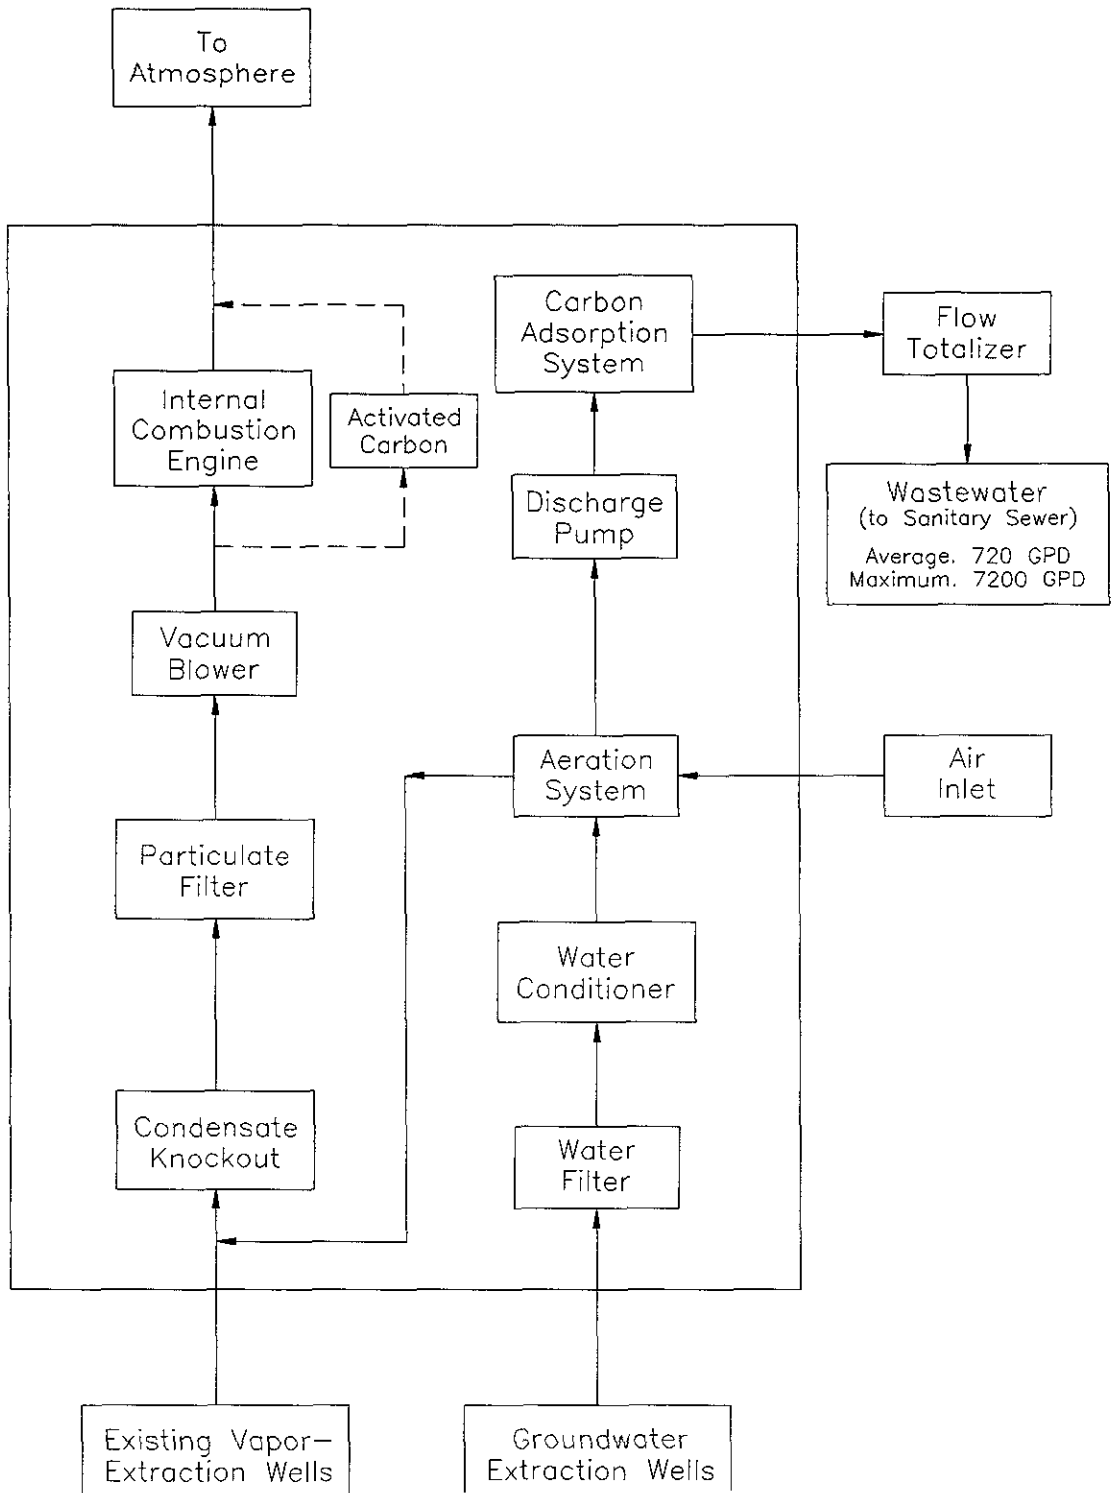 To
Atmosphere
Carbon
Adsorption
System
Flow
Totalizer
Internal
Combustion
Engine
Activated
Carbon
Discharge
Pump
Wastewater
(to Sanitary Sewer)
Average. 720 GPD
Maximum. 7200 GPD
Vacuum
Blower
Aeration
System
Air
Inlet
Particulate
Filter
Water
Conditioner
Condensate
Knockout
Water
Filter
Existing Vapor–
Extraction Wells
Groundwater
Extraction Wells